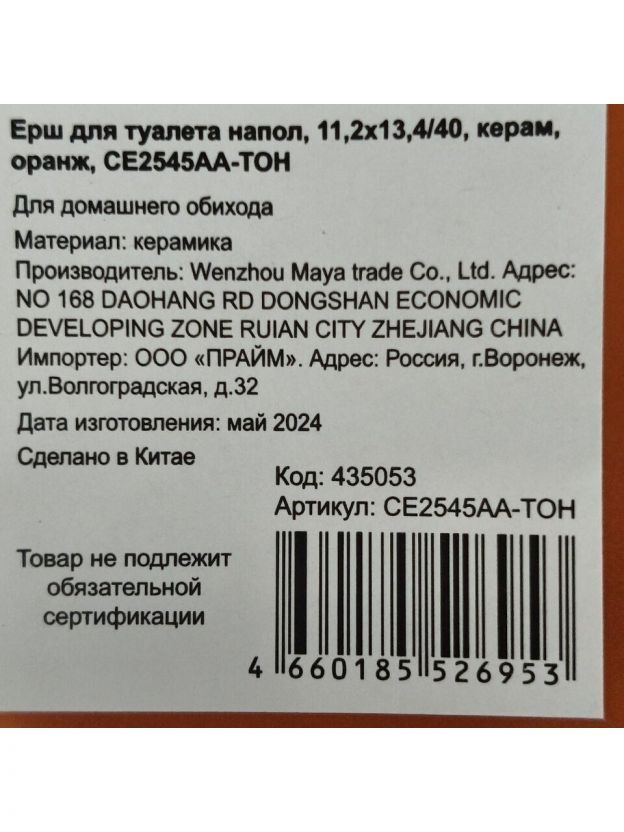 Ерш для туалета напол, 11,2х13,4/40, керам,
оранж, CE2545AA-TOH
Для домашнего обихода
Материал: керамика
Производитель: Wenzhou Maya trade Co., Ltd. Адрес:
NO 168 DAOHANG RD DONGSHAN ECONOMIC
DEVELOPING ZONE RUIAN CITY ZHEJIANG CHINA
Импортер: ООО «ПРАЙМ». Адрес: Россия, г.Воронеж,
ул.Волгоградская, д.32
Дата изготовления: май 2024
Сделано в Китае
Код: 435053
Артикул: CE2545AA-TOH
Товар не подлежит
обязательной
сертификации
4 660185 526953